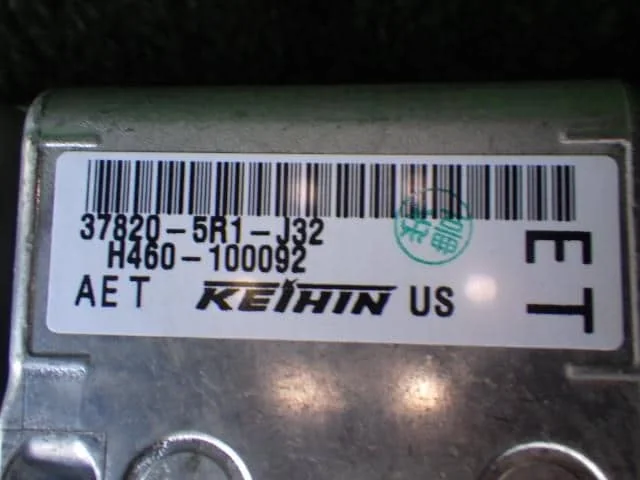 37820-5R1-J32
H460-100092
AET KEIHIN US
ET